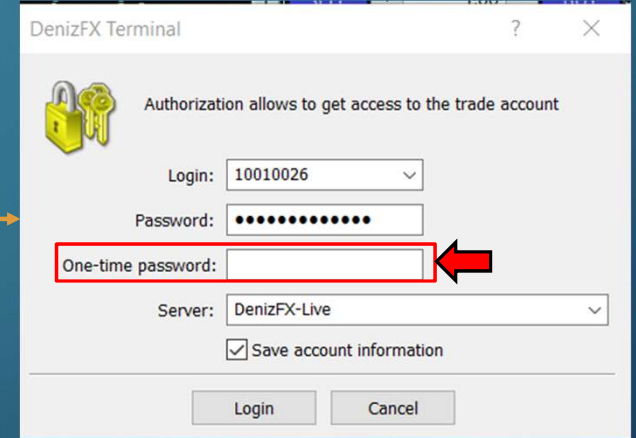 DenizFX Terminal ?
Authorization allows to get access to the trade account
Login: 10010026
Password: •••••••••••••
One-time password:
Server: DenizFX-Live
Save account information
Login Cancel